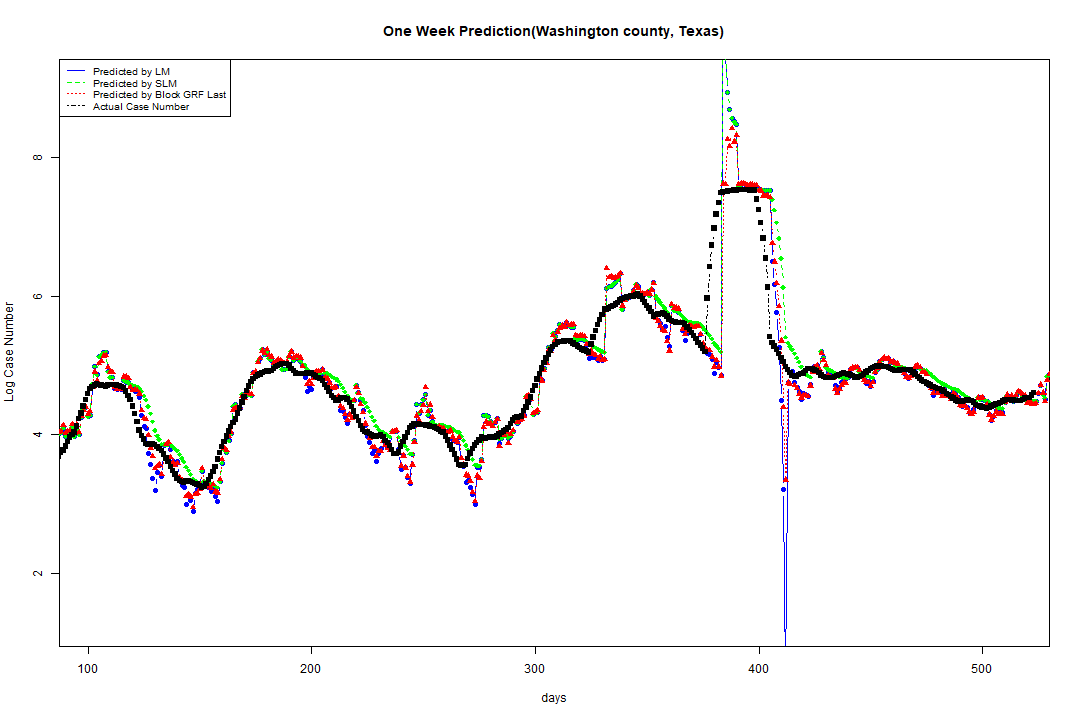 One Week Prediction(Washington county, Texas)
Predicted by LM
Predicted by SLM
Predicted by Block GRF Last
Actual Case Number
8
6
4
2
Log Case Number
100 200 300 400 500
days